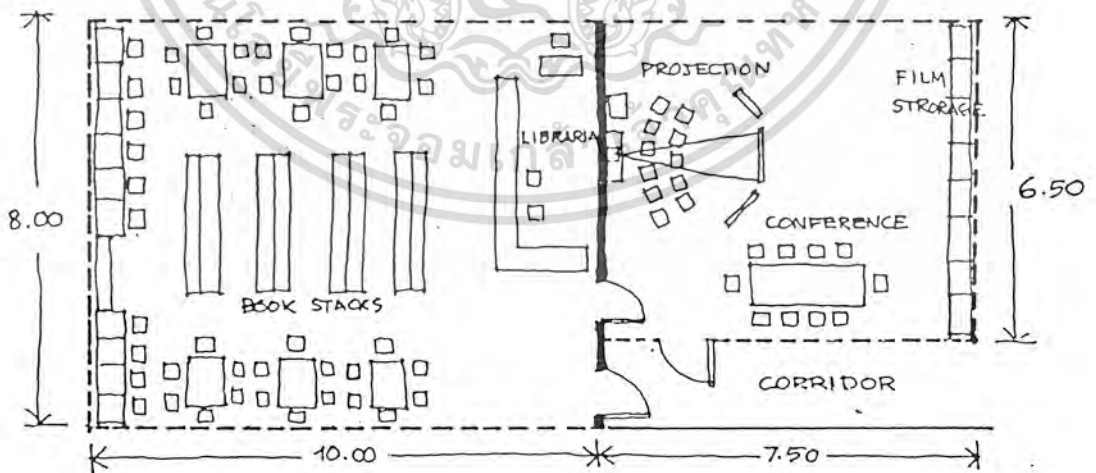 PROJECTION
FILM
STRORAGE
LIBRARIA
8.00
6.50
CONFERENCE
BOOK STACKS
CORRIDOR
10.00
7.50